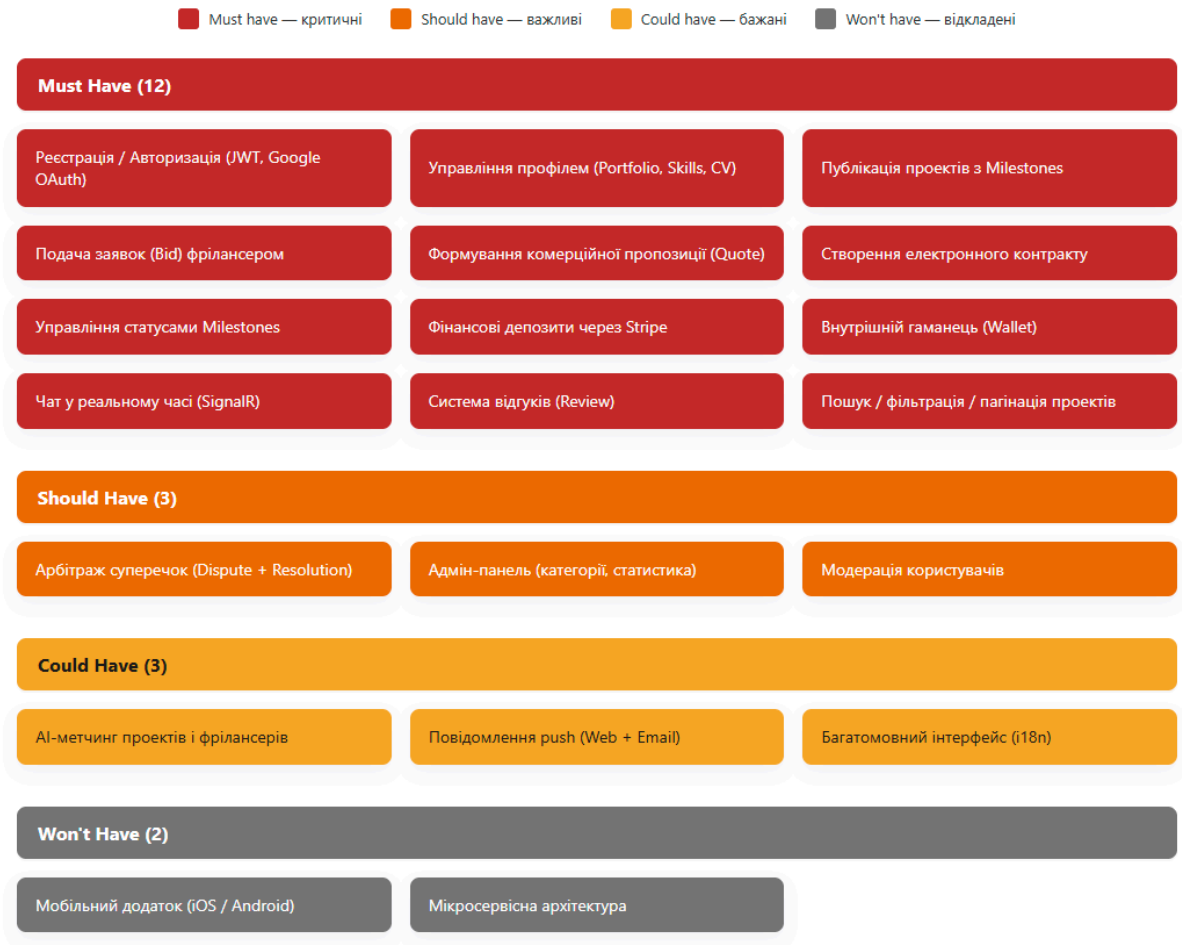 Must have — критичні
Should have — важливі
Could have — бажані
Won't have — відкладені
Must Have (12)
Реєстрація / Авторизація (JWT, Google
OAuth)
Управління профілем (Portfolio, Skills, CV)
Публікація проектів з Milestones
Подача заявок (Bid) фрілансером
Формування комерційної пропозиції (Quote)
Створення електронного контракту
Управління статусами Milestones
Фінансові депозити через Stripe
Внутрішній гаманець (Wallet)
Чат у реальному часі (SignalR)
Система відгуків (Review)
Пошук / фільтрація / пагінація проектів
Should Have (3)
Арбітраж суперечок (Dispute + Resolution)
Адмін-панель (категорії, статистика)
Модерація користувачів
Could Have (3)
AI-метчинг проектів і фрілансерів
Повідомлення push (Web + Email)
Багатомовний інтерфейс (i18n)
Won't Have (2)
Мобільний додаток (iOS / Android)
Мікросервісна архітектура